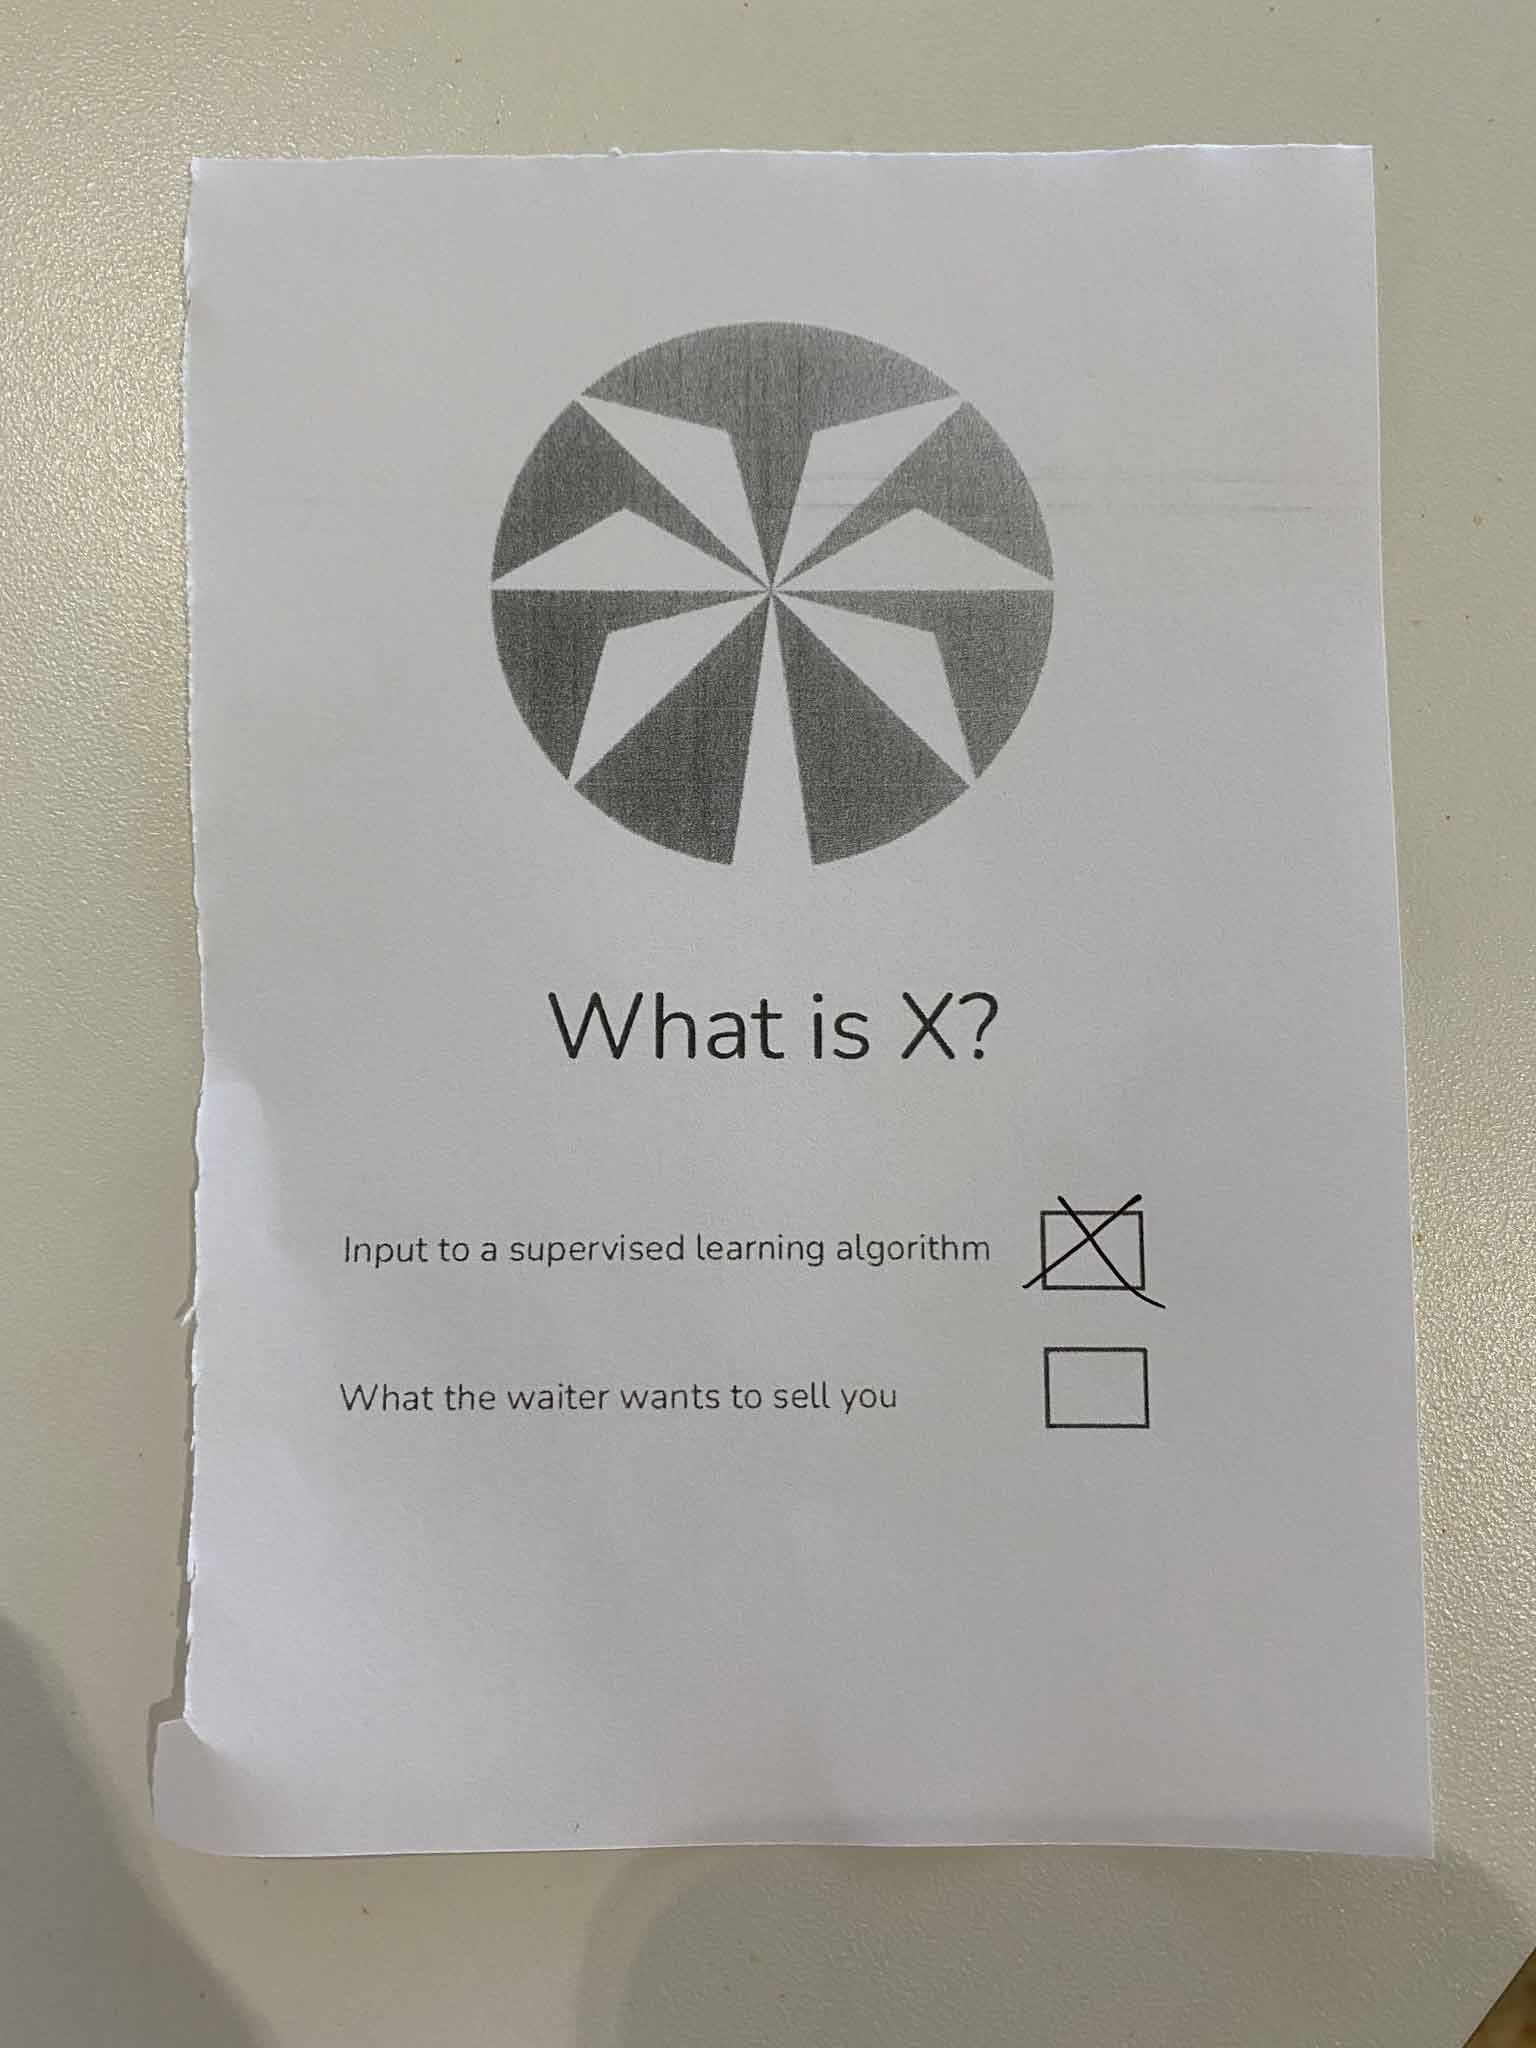 What is X?
Input to a supervised learning algorithm
What the waiter wants to sell you